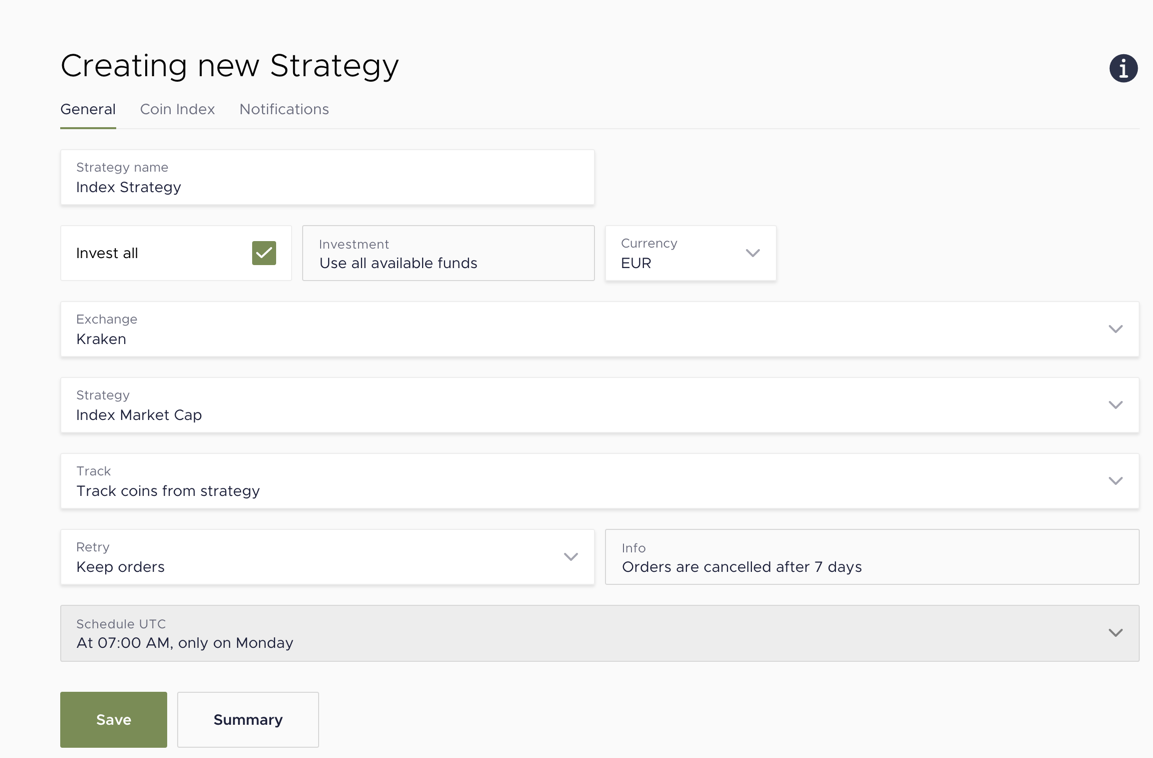 Creating new Strategy
General Coin Index Notifications
Strategy name
Index Strategy
Invest all
Investment
Use all available funds
Currency
EUR
Exchange
Kraken
Strategy
Index Market Cap
Track
Track coins from strategy
Retry
Keep orders
Info
Orders are cancelled after 7 days
Schedule UTC
At 07:00 AM, only on Monday
Save Summary